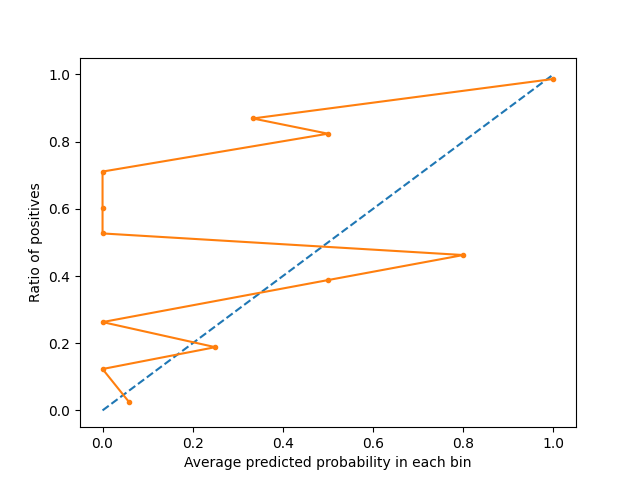 1.0
0.8
0.6
0.4
0.2
0.0
Ratio of positives
0.0 0.2 0.4 0.6 0.8 1.0
Average predicted probability in each bin